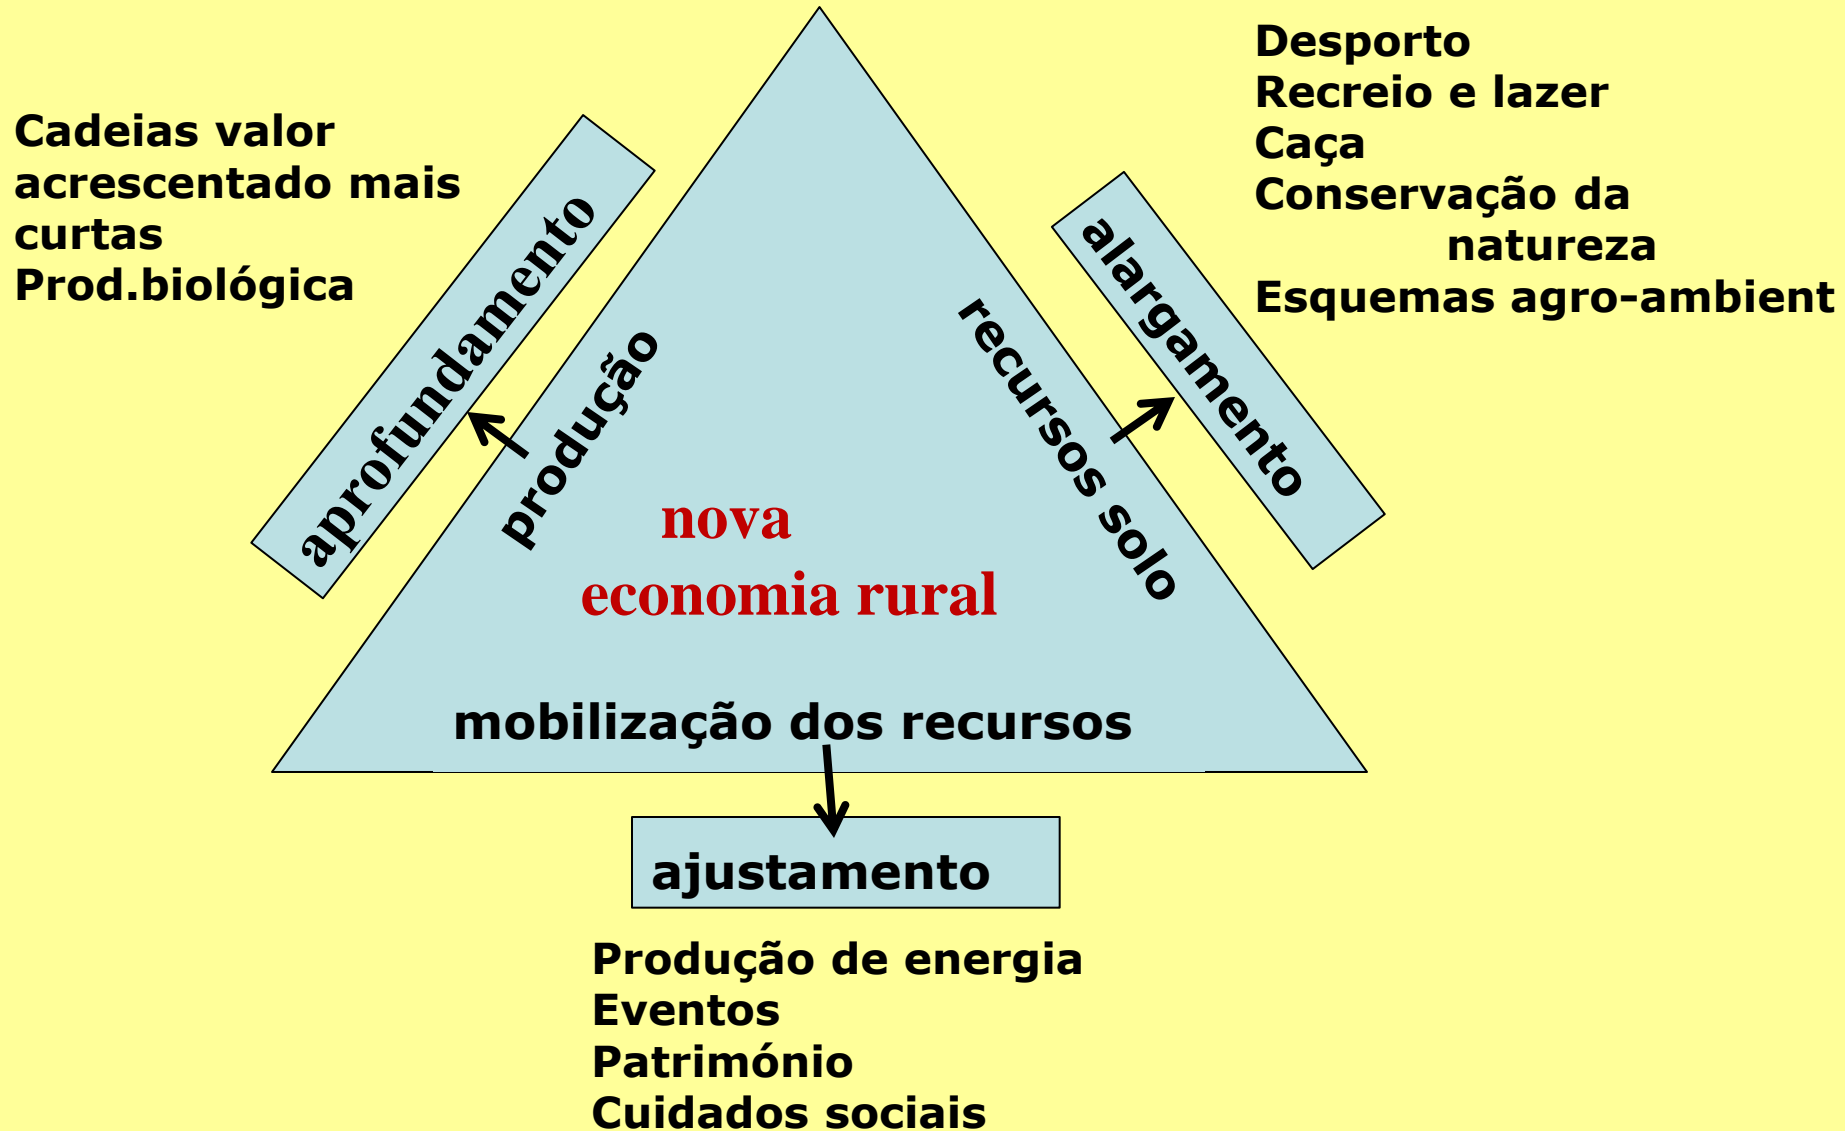 Cadeias valor
acrescentado mais
curtas
Prod.biológica
aprofundamento
produção
Desporto
Recreio e lazer
Caça
Conservação da
natureza
Esquemas agro-ambient
alargamento
recursos solo
nova
economia rural
mobilização dos recursos
ajustamento
Produção de energia
Eventos
Património
Cuidados sociais